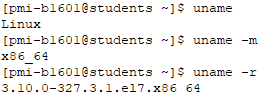 [pmi-b1601@students ~]$ uname
Linux
[pmi-b1601@students ~]$ uname -m
x86_64
[pmi-b1601@students ~]$ uname -r
3.10.0-327.3.1.el7.x86_64